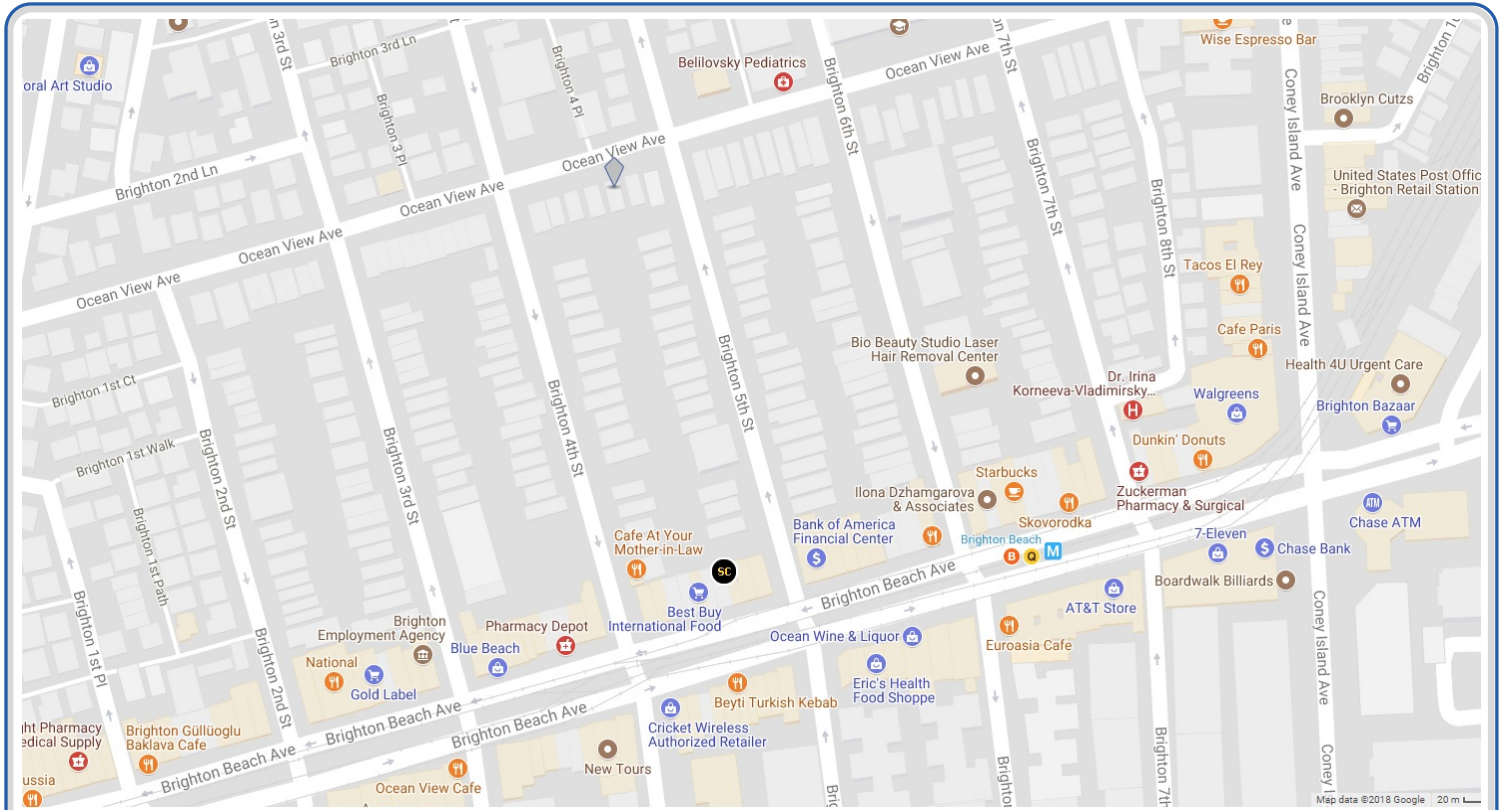 Wise Espresso Bar
Brighton 3rd Ln
Ocean View Ave
Belilovsky Pediatrics
oral Art Studio
3rd St
Brighton 4 Pl
Brighton 3 Pl
Brighton 6th St
7th St
Coney Island Ave
Brooklyn Cutzs
Ocean View Ave
Brighton 2nd Ln
Brighton 7th St
United States Post Offic
- Brighton Retail Station
Ocean View Ave
Brighton 8th St
Ocean View Ave
Coney Island Ave
Ocean View Ave
Tacos El Rey
Cafe Paris
Bio Beauty Studio Laser
Hair Removal Center
Brighton 5th St
Health 4U Urgent Care
Dr. Irina
Korneeva-Vladimirsky...
Brighton 1st Ct
Walgreens
Brighton Bazaar
Brighton 4th St
Brighton 1st Walk
Brighton 2nd St
Brighton 3rd St
Dunkin' Donuts
Starbucks
Ilona Dzhamgarova
& Associates
Zuckerman
Pharmacy & Surgical
Skovorodka
ATM
Chase ATM
Brighton 1st Path
Cafe At Your
Mother-in-Law
Bank of America
Financial Center
7-Eleven
Brighton Beach
B Q M
Chase Bank
SC
Brighton Beach Ave
Boardwalk Billiards
Best Buy
International Food
AT&T Store
Brighton 1st Pl
Brighton
Employment Agency
Pharmacy Depot
Ocean Wine & Liquor
Euroasia Cafe
Coney Island Ave
Blue Beach
Brighton 2nd St
National
Gold Label
Eric's Health
Food Shoppe
Beyti Turkish Kebab
Brighton Beach Ave
Brighton Beach Ave
Cricket Wireless
Authorized Retailer
ht Pharmacy
edical Supply
Brighton Güllüoglu
Baklava Cafe
Brighton Beach Ave
New Tours
Brighton 7th
ussia
Ocean View Cafe
Map data ©2018 Google
20 m